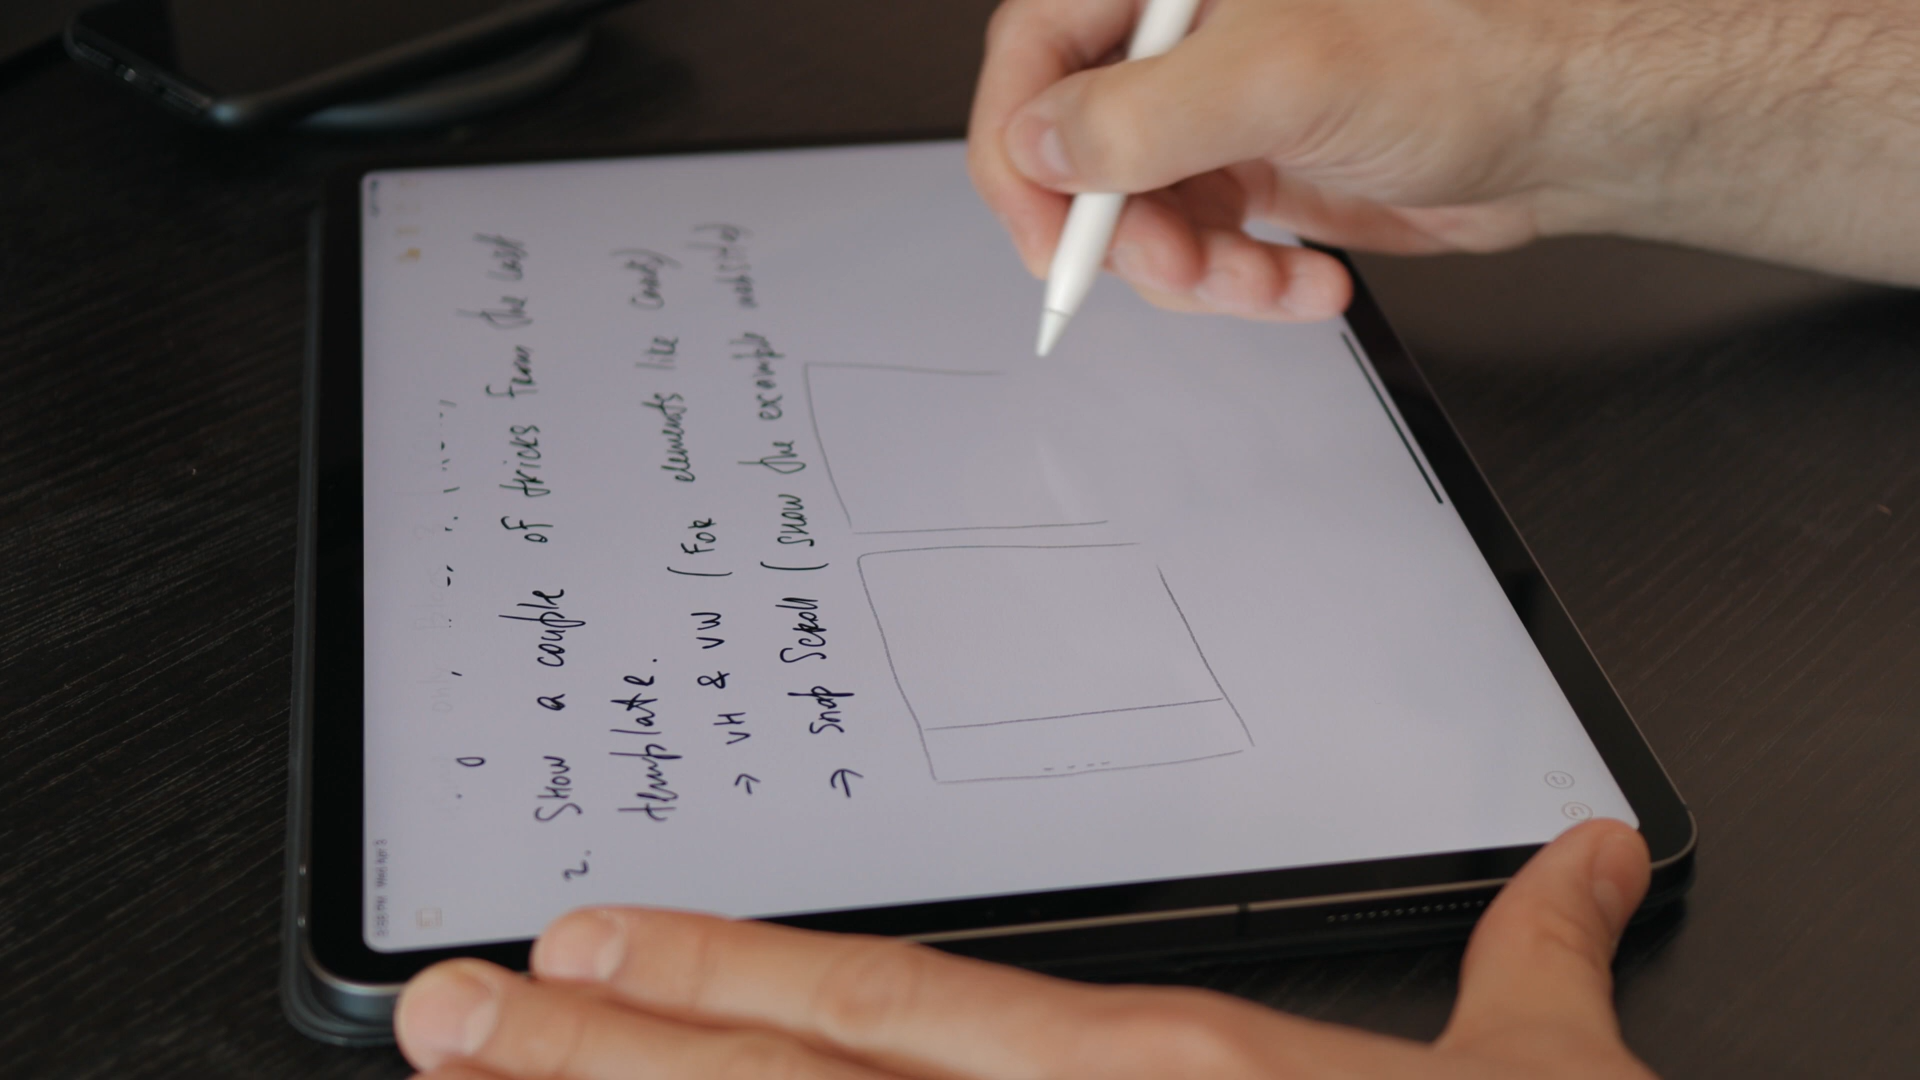 2. SHOW a couple of tricks from the last
template.
→ VH & VW (FOR elements like cards)
→ Snap Scroll (show the example website)